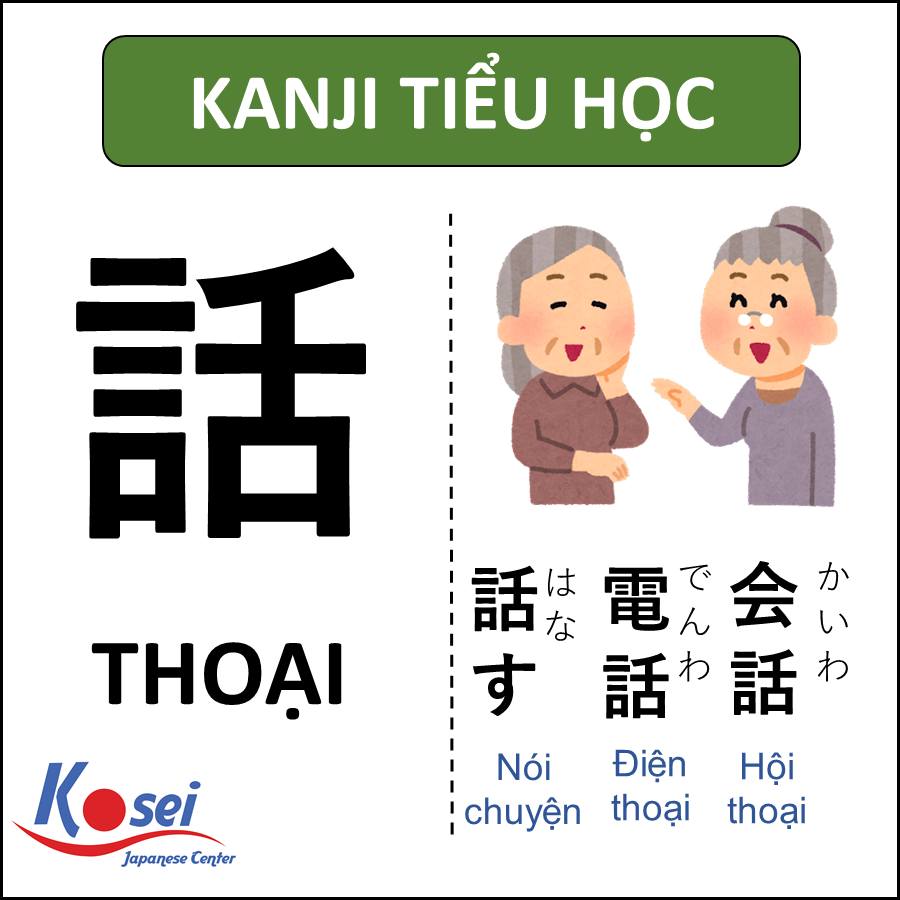 KANJI TIỂU HỌC
話
THOẠI
話す
はな
Nói
chuyện
電話
でんわ
Điện
thoại
会話
かいわ
Hội
thoại
Kosei
Japanese Center